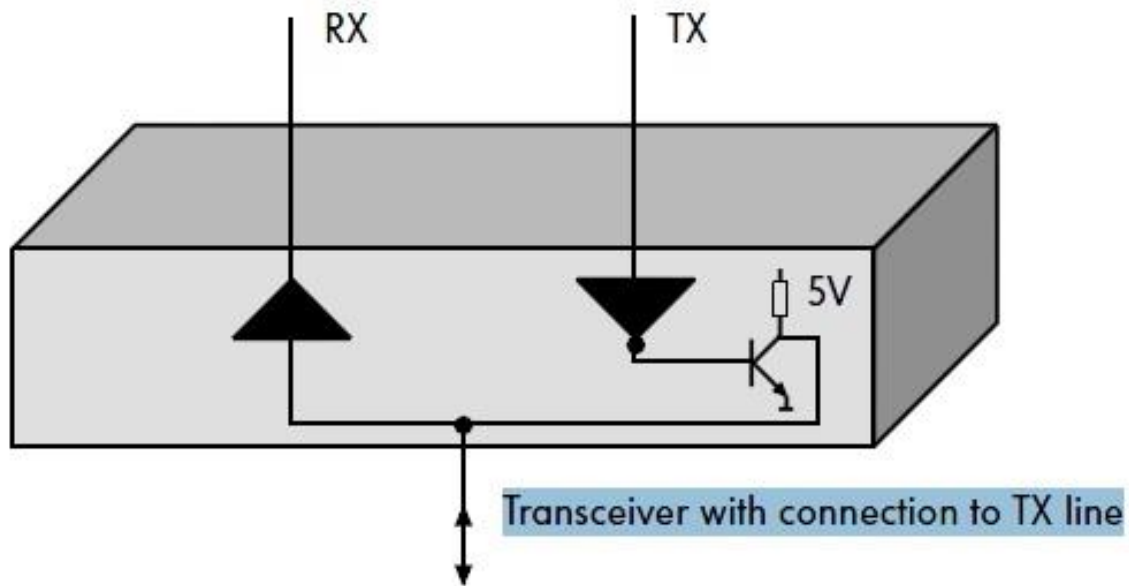 RX
TX
5V
Transceiver with connection to TX line